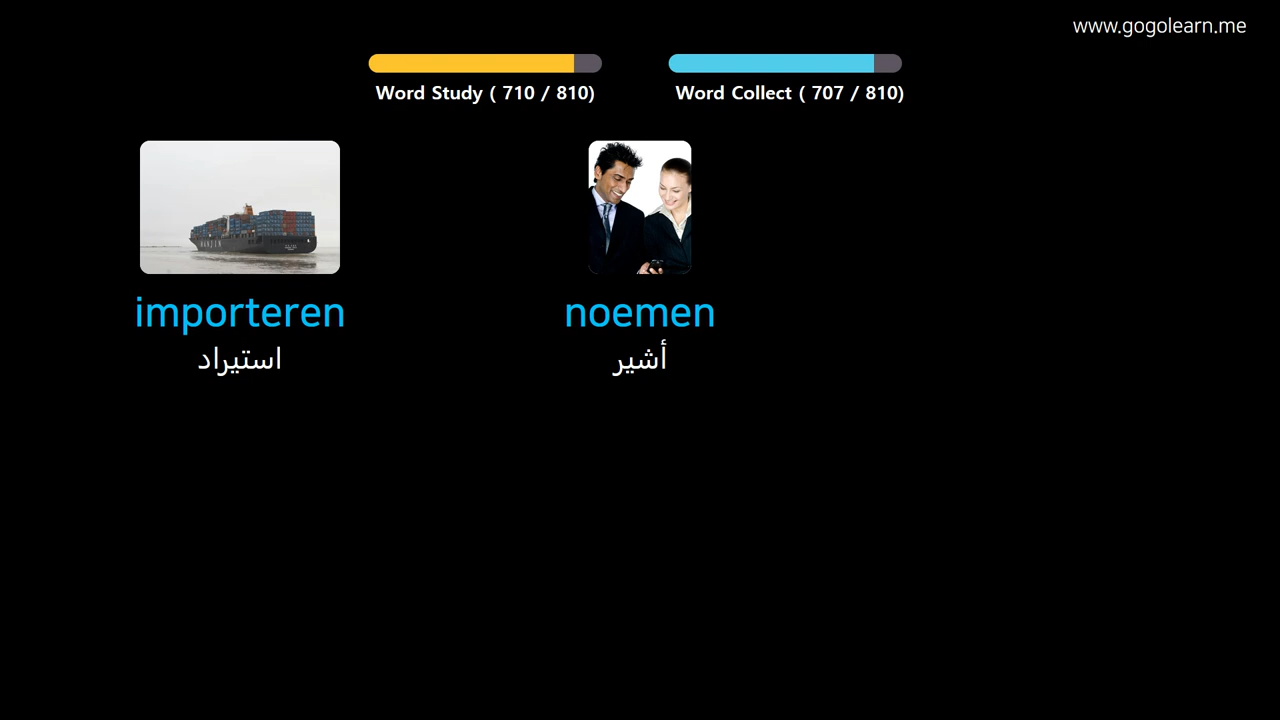 www.gogolearn.me
Word Study ( 710 / 810)
Word Collect ( 707 / 810)
importeren
استيراد
noemen
أشير